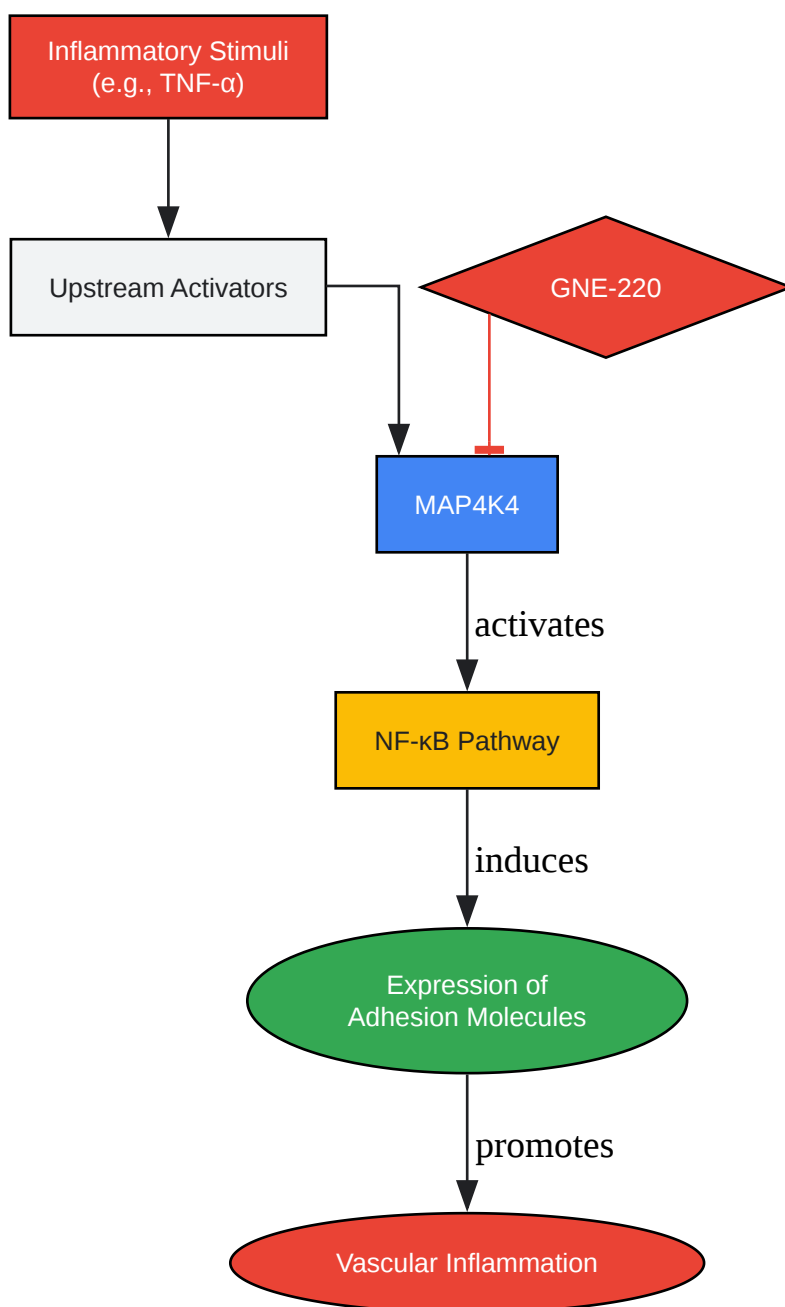 Inflammatory Stimuli
(e.g., TNF-α)
Upstream Activators
GNE-220
MAP4K4
activates
NF-κB Pathway
induces
Expression of
Adhesion Molecules
promotes
Vascular Inflammation